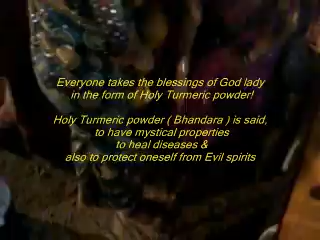 Everyone takes the blessings of God lady
in the form of Holy Turmeric powder!
Holy Turmeric powder ( Bhandara ) is said,
to have mystical properties
to heal diseases &
also to protect oneself from Evil spirits